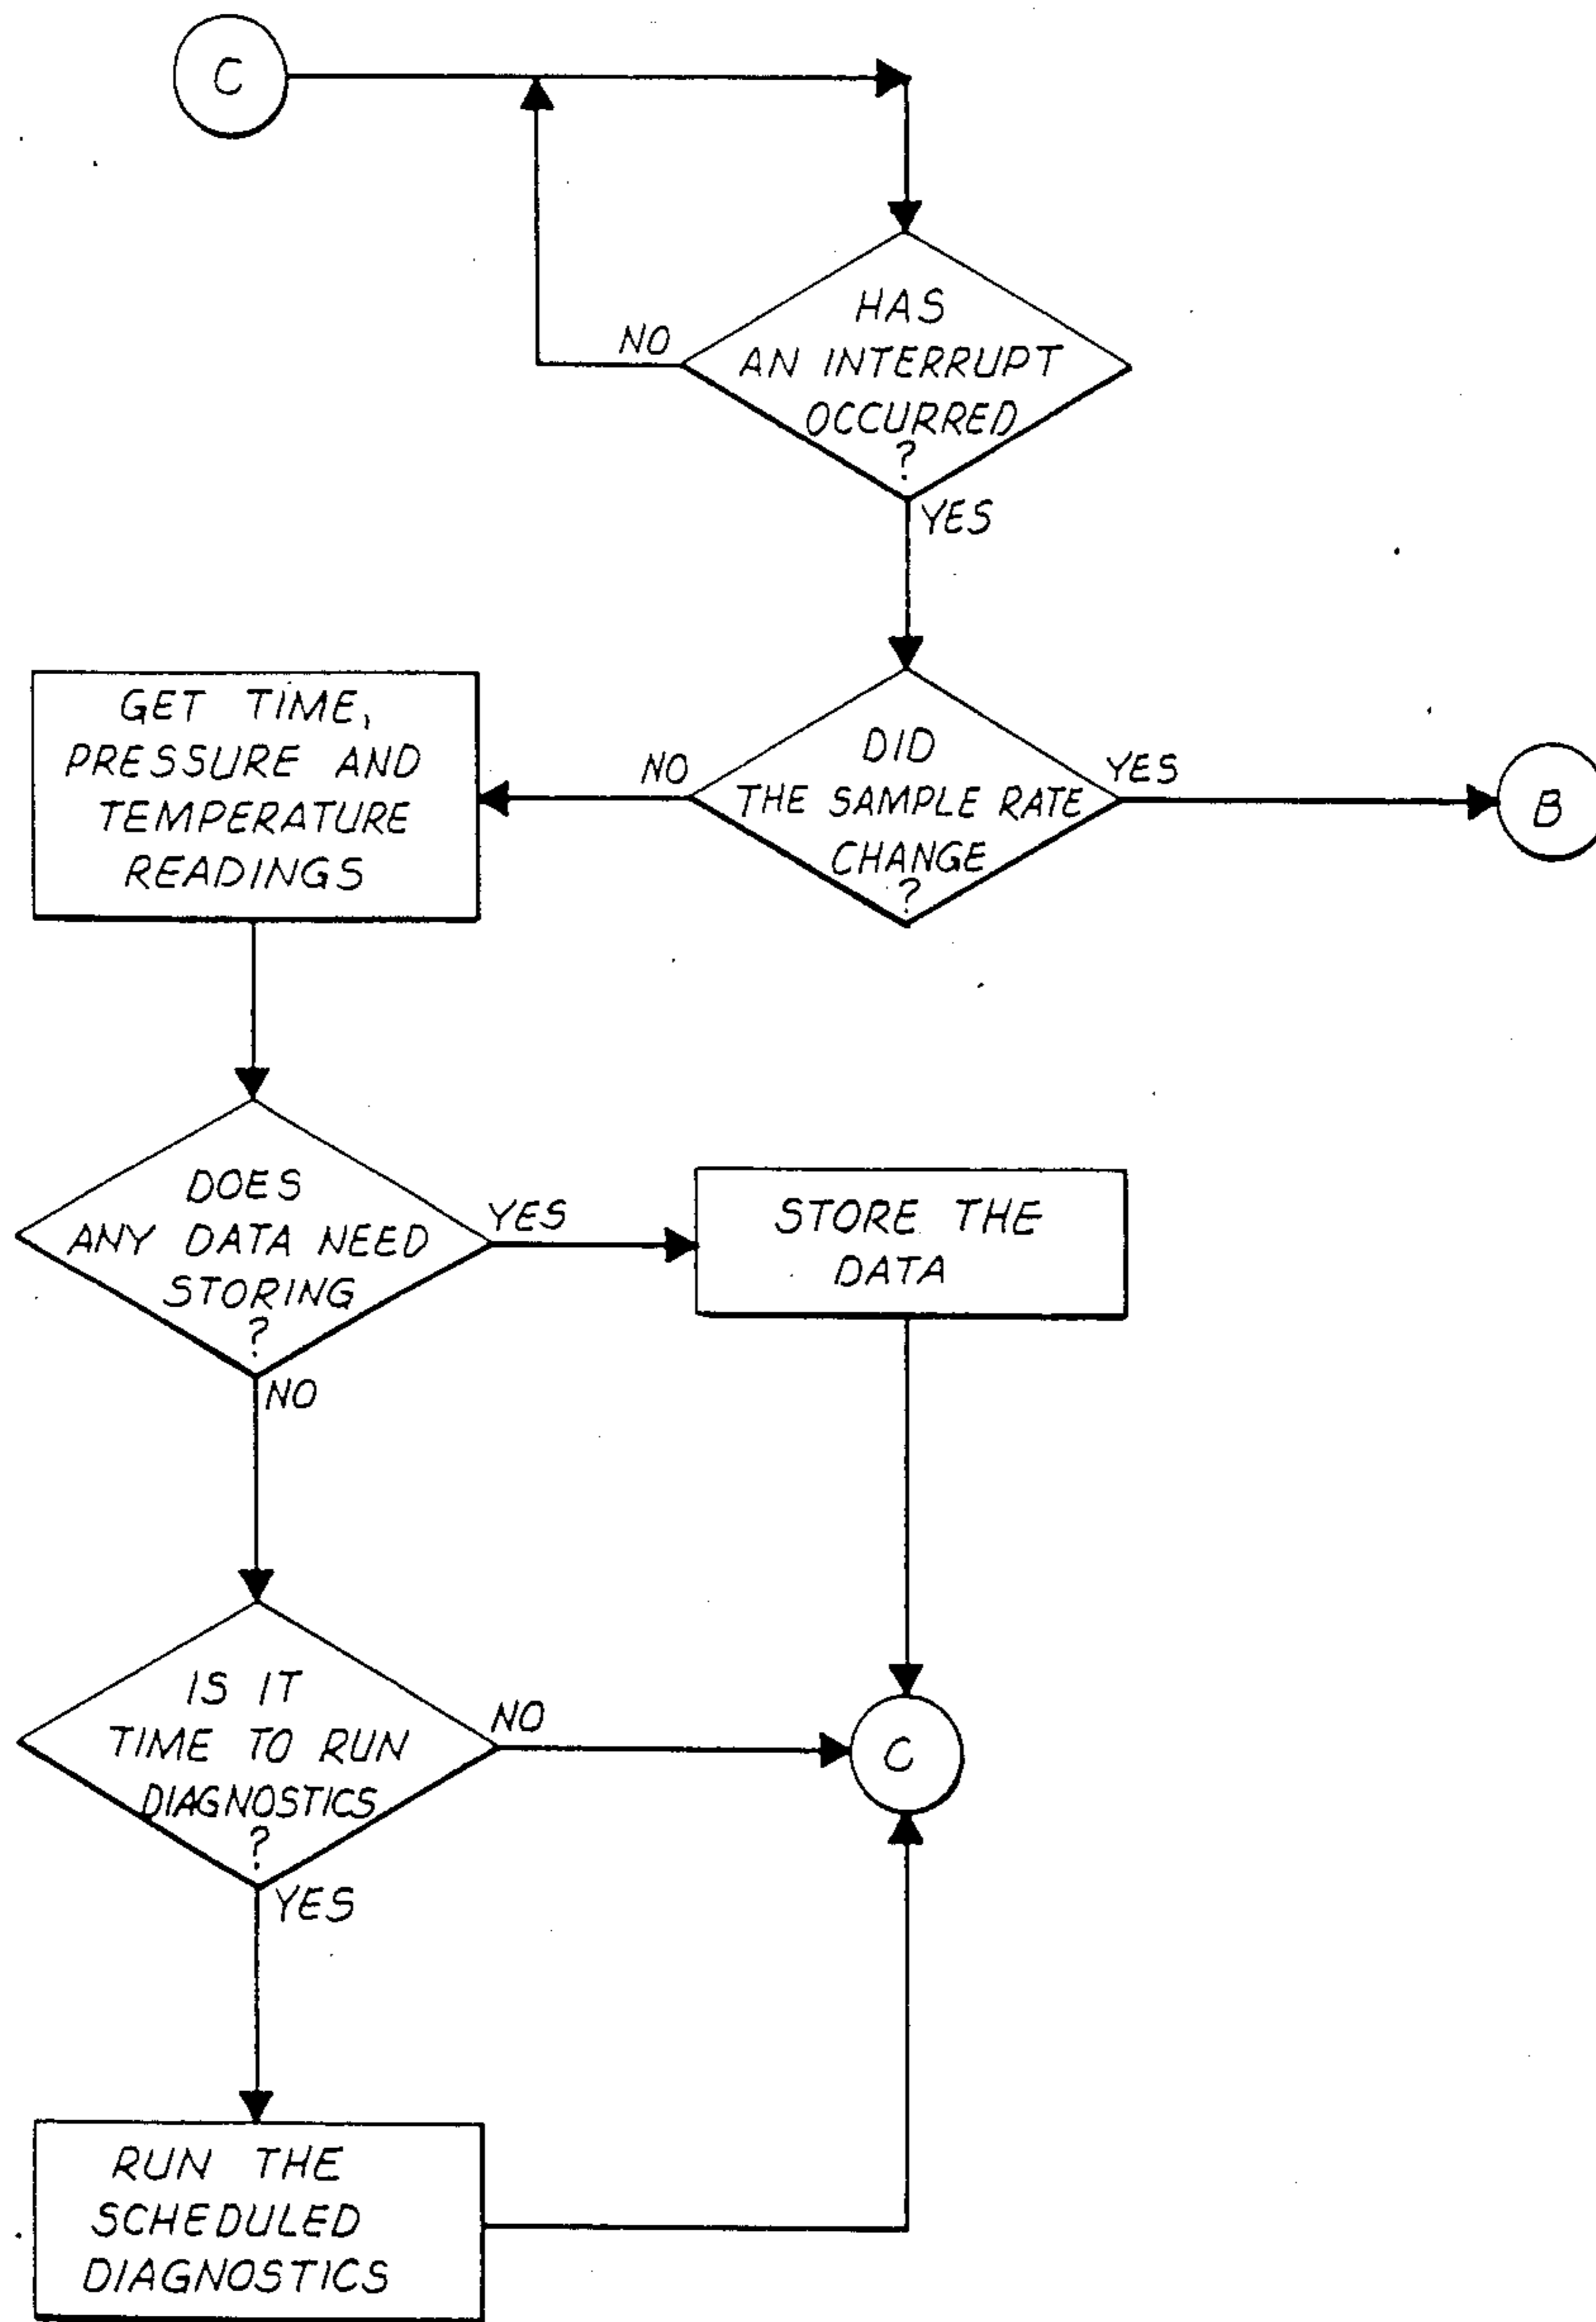 C
HAS
AN INTERRUPT
OCCURRED
?
NO
YES
GET TIME,
PRESSURE AND
TEMPERATURE
READINGS
NO
DID
THE SAMPLE RATE
CHANGE
?
YES
B
DOES
ANY DATA NEED
STORING
?
YES
NO
STORE THE
DATA
IS IT
TIME TO RUN
DIAGNOSTICS
?
NO
YES
C
RUN THE
SCHEDULED
DIAGNOSTICS